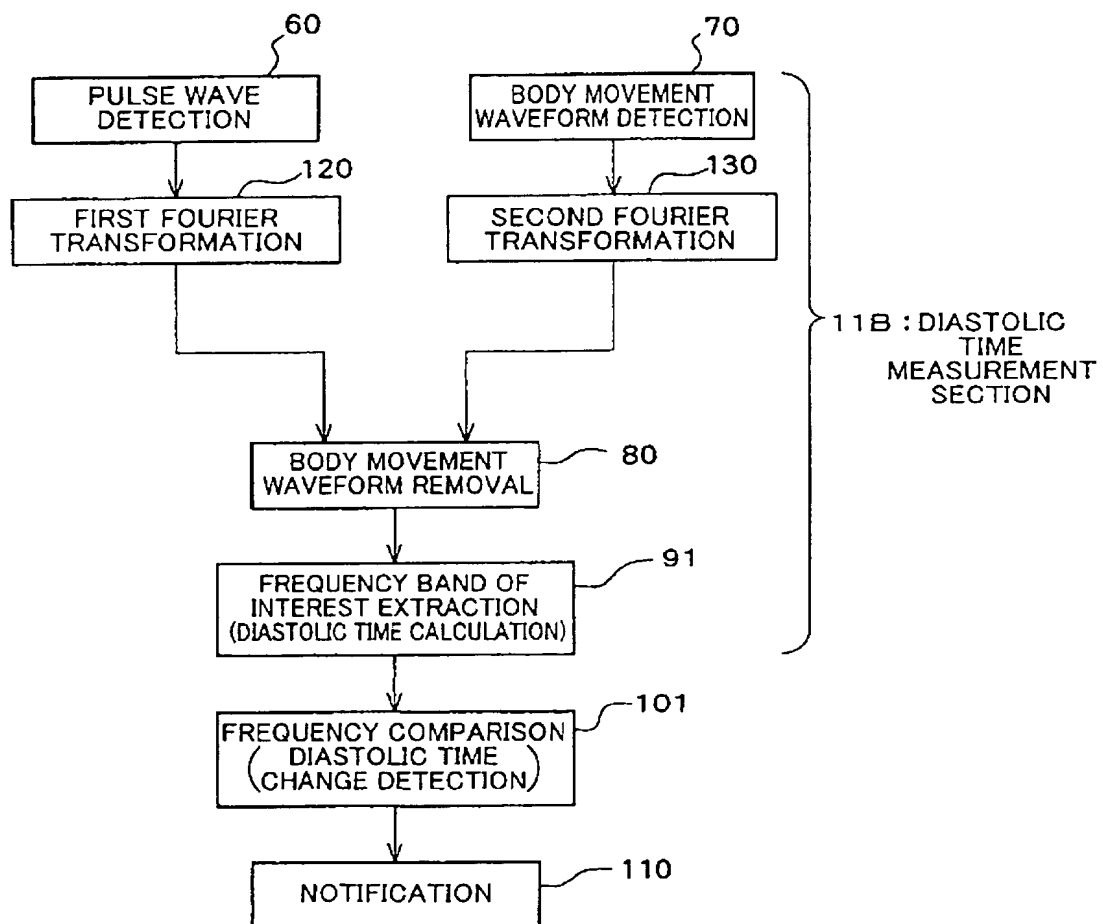 60
PULSE WAVE
DETECTION
70
BODY MOVEMENT
WAVEFORM DETECTION
120
FIRST FOURIER
TRANSFORMATION
130
SECOND FOURIER
TRANSFORMATION
11B : DIASTOLIC
TIME
MEASUREMENT
SECTION
80
BODY MOVEMENT
WAVEFORM REMOVAL
91
FREQUENCY BAND OF
INTEREST EXTRACTION
(DIASTOLIC TIME CALCULATION)
101
FREQUENCY COMPARISON
(DIASTOLIC TIME
CHANGE DETECTION)
110
NOTIFICATION